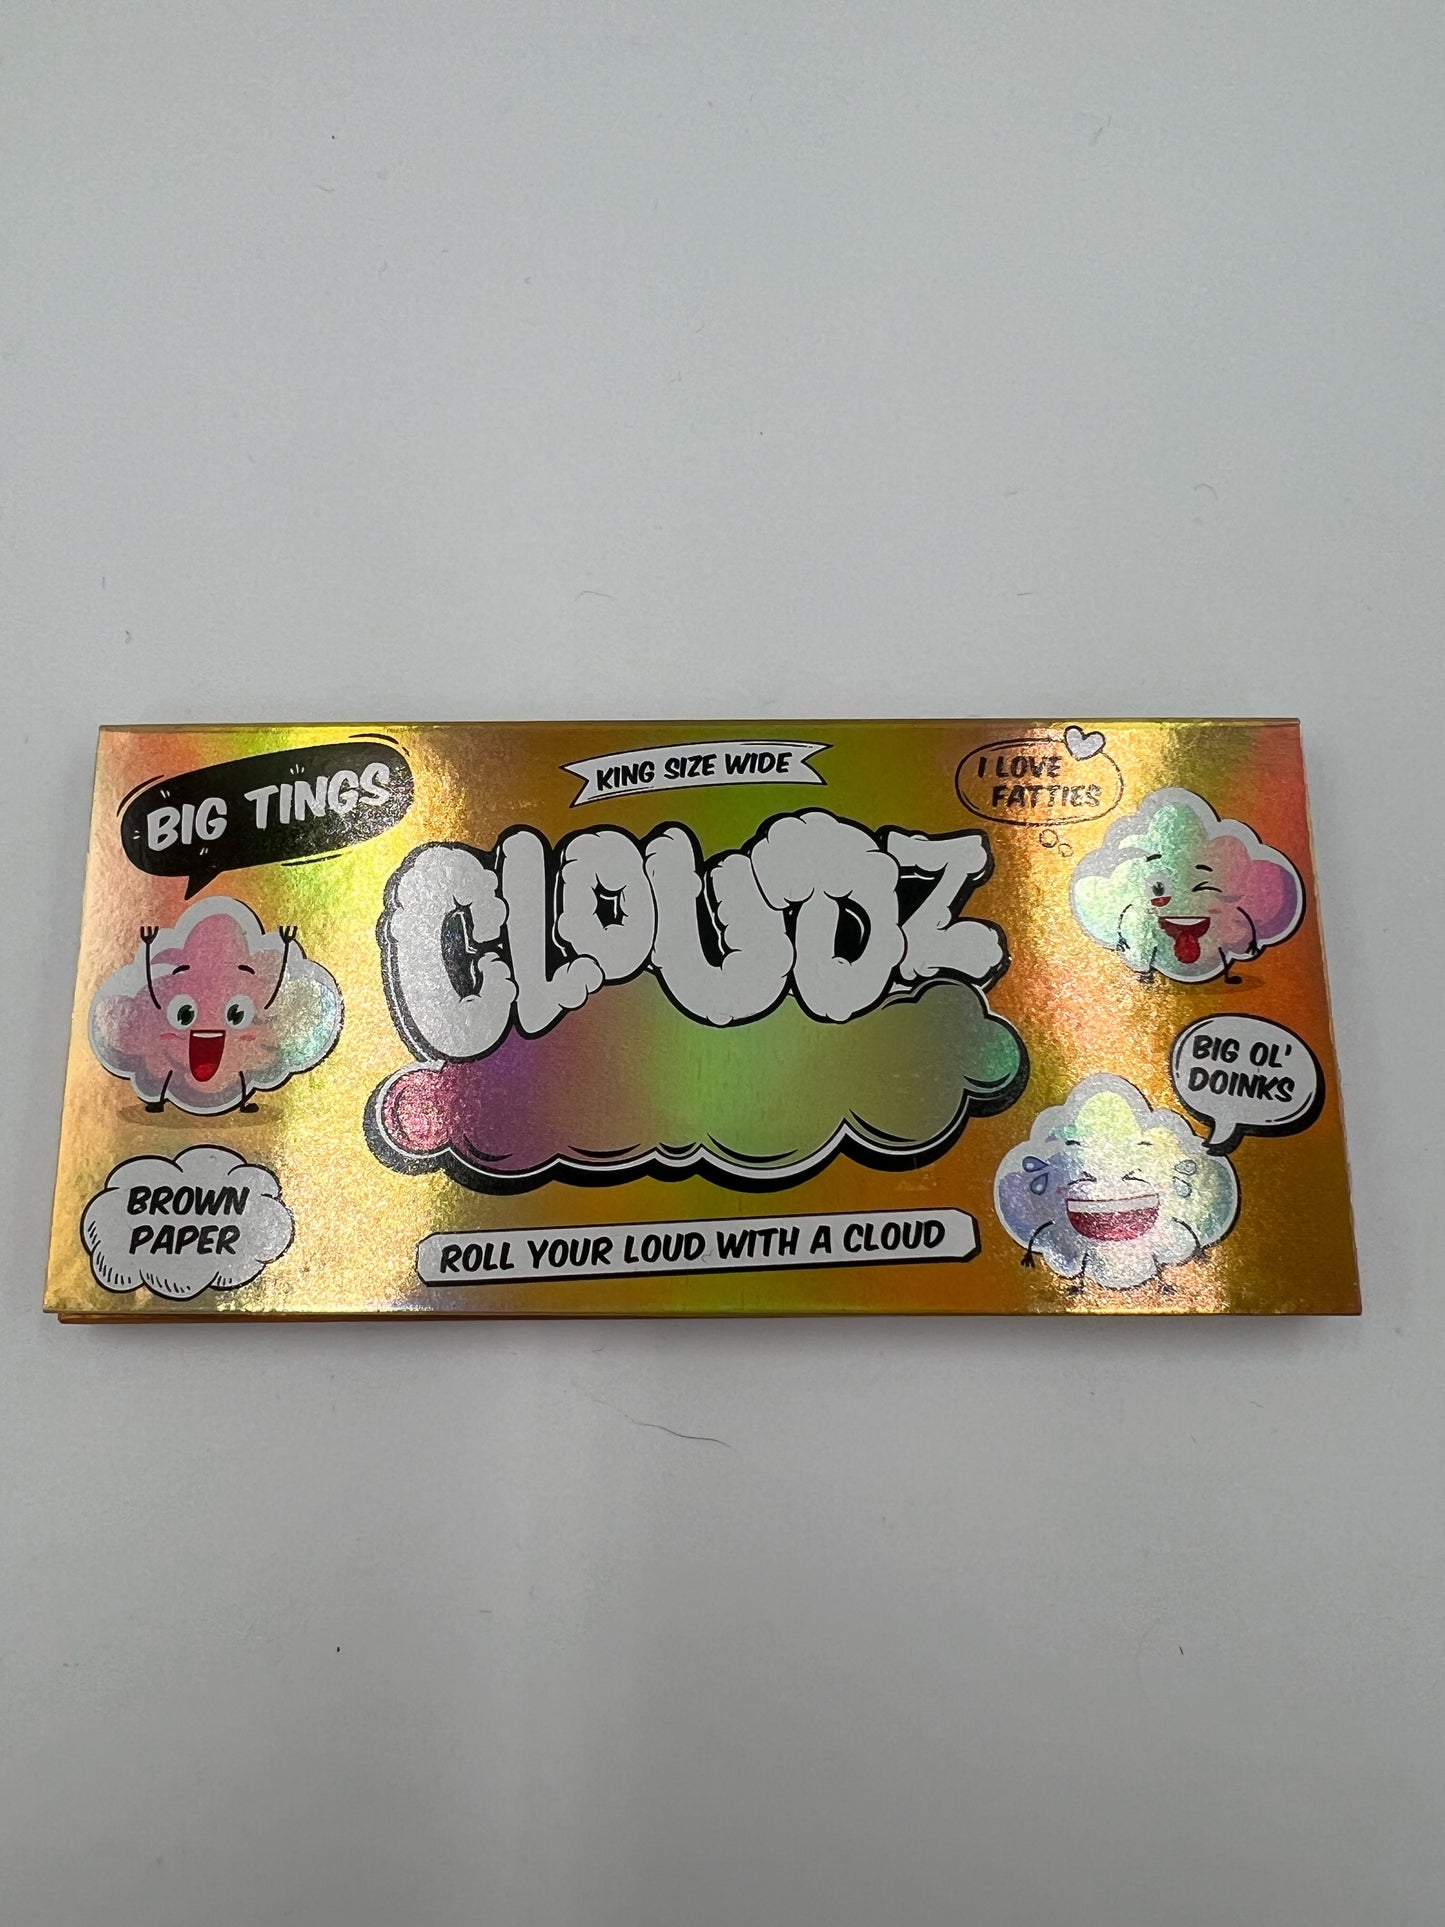 BIG TINGS
KING SIZE WIDE
I LOVE
FATTIES
CLOUDZ
BIG OL'
DOINKS
BROWN
PAPER
ROLL YOUR LOUD WITH A CLOUD